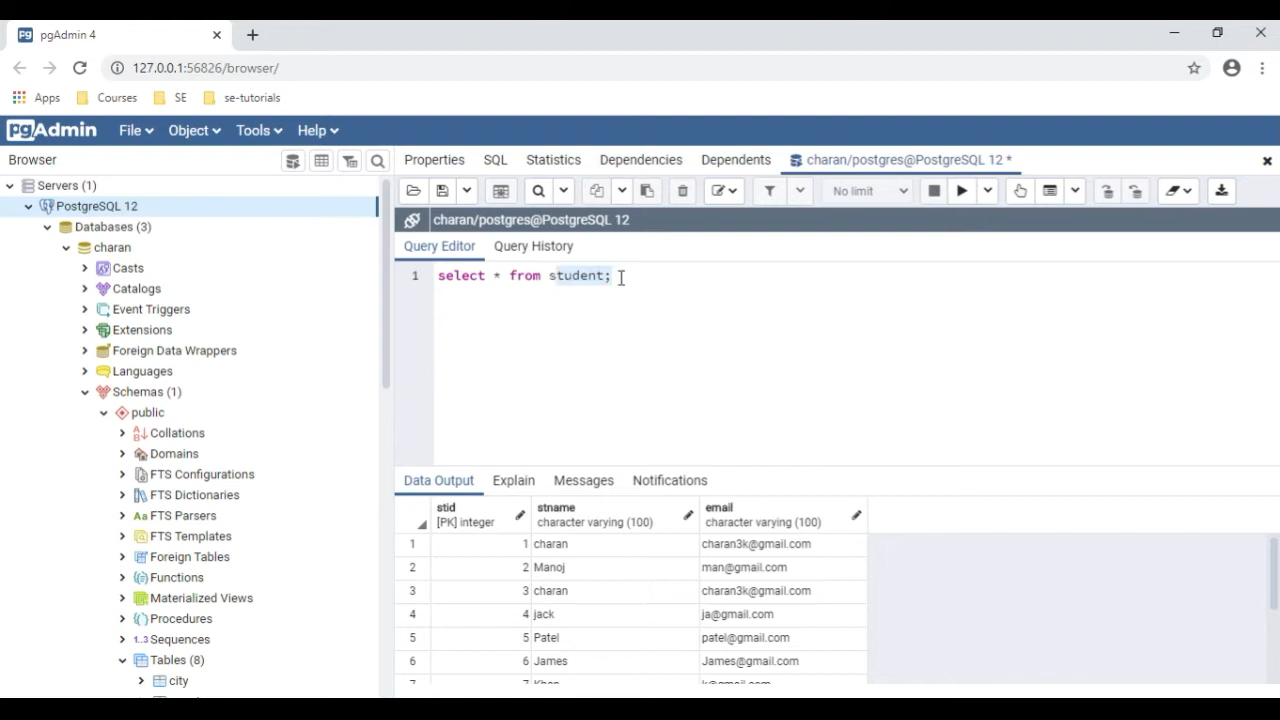 pgAdmin 4
127.0.0.1:56826/browser/
Apps Courses SE se-tutorials
pgAdmin File Object Tools Help
Browser Properties SQL Statistics Dependencies Dependents charan/postgres@PostgreSQL 12 *
No limit
charan/postgres@PostgreSQL 12
Query Editor Query History
1 select * from student;
Servers (1)
PostgreSQL 12
Databases (3)
charan
Casts
Catalogs
Event Triggers
Extensions
Foreign Data Wrappers
Languages
Schemas (1)
public
Collations
Domains
FTS Configurations
FTS Dictionaries
Aa FTS Parsers
FTS Templates
Foreign Tables
Functions
Materialized Views
Procedures
1..3 Sequences
Tables (8)
city
Data Output Explain Messages Notifications
stid stname email
[PK] integer character varying (100) character varying (100)
1 1 charan charan3k@gmail.com
2 2 Manoj man@gmail.com
3 3 charan charan3k@gmail.com
4 4 jack ja@gmail.com
5 5 Patel patel@gmail.com
6 6 James James@gmail.com